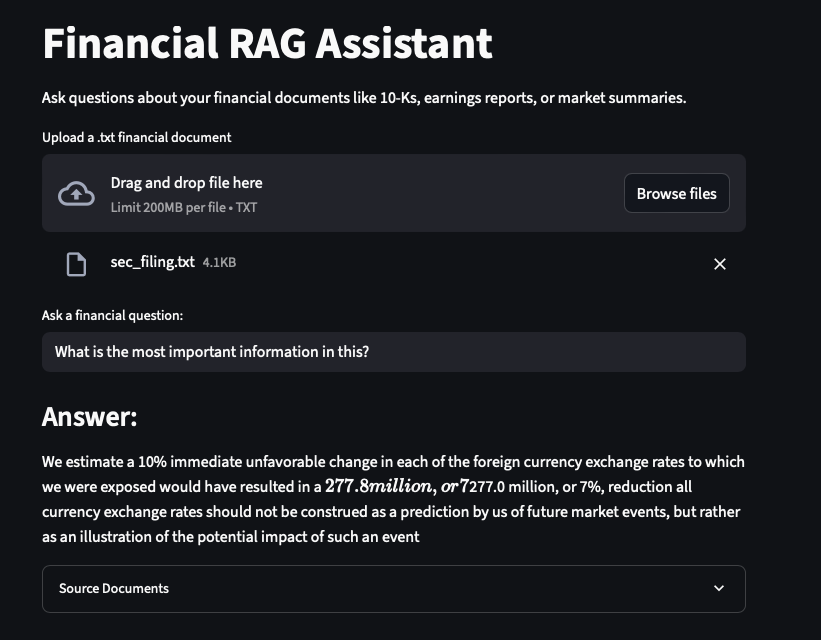 Financial RAG Assistant
Ask questions about your financial documents like 10-Ks, earnings reports, or market summaries.
Upload a .txt financial document
Drag and drop file here
Limit 200MB per file • TXT
Browse files
sec_filing.txt 4.1KB
Ask a financial question:
What is the most important information in this?
Answer:
We estimate a 10% immediate unfavorable change in each of the foreign currency exchange rates to which
we were exposed would have resulted in a 277.8million, or7277.0 million, or 7%, reduction all
currency exchange rates should not be construed as a prediction by us of future market events, but rather
as an illustration of the potential impact of such an event
Source Documents